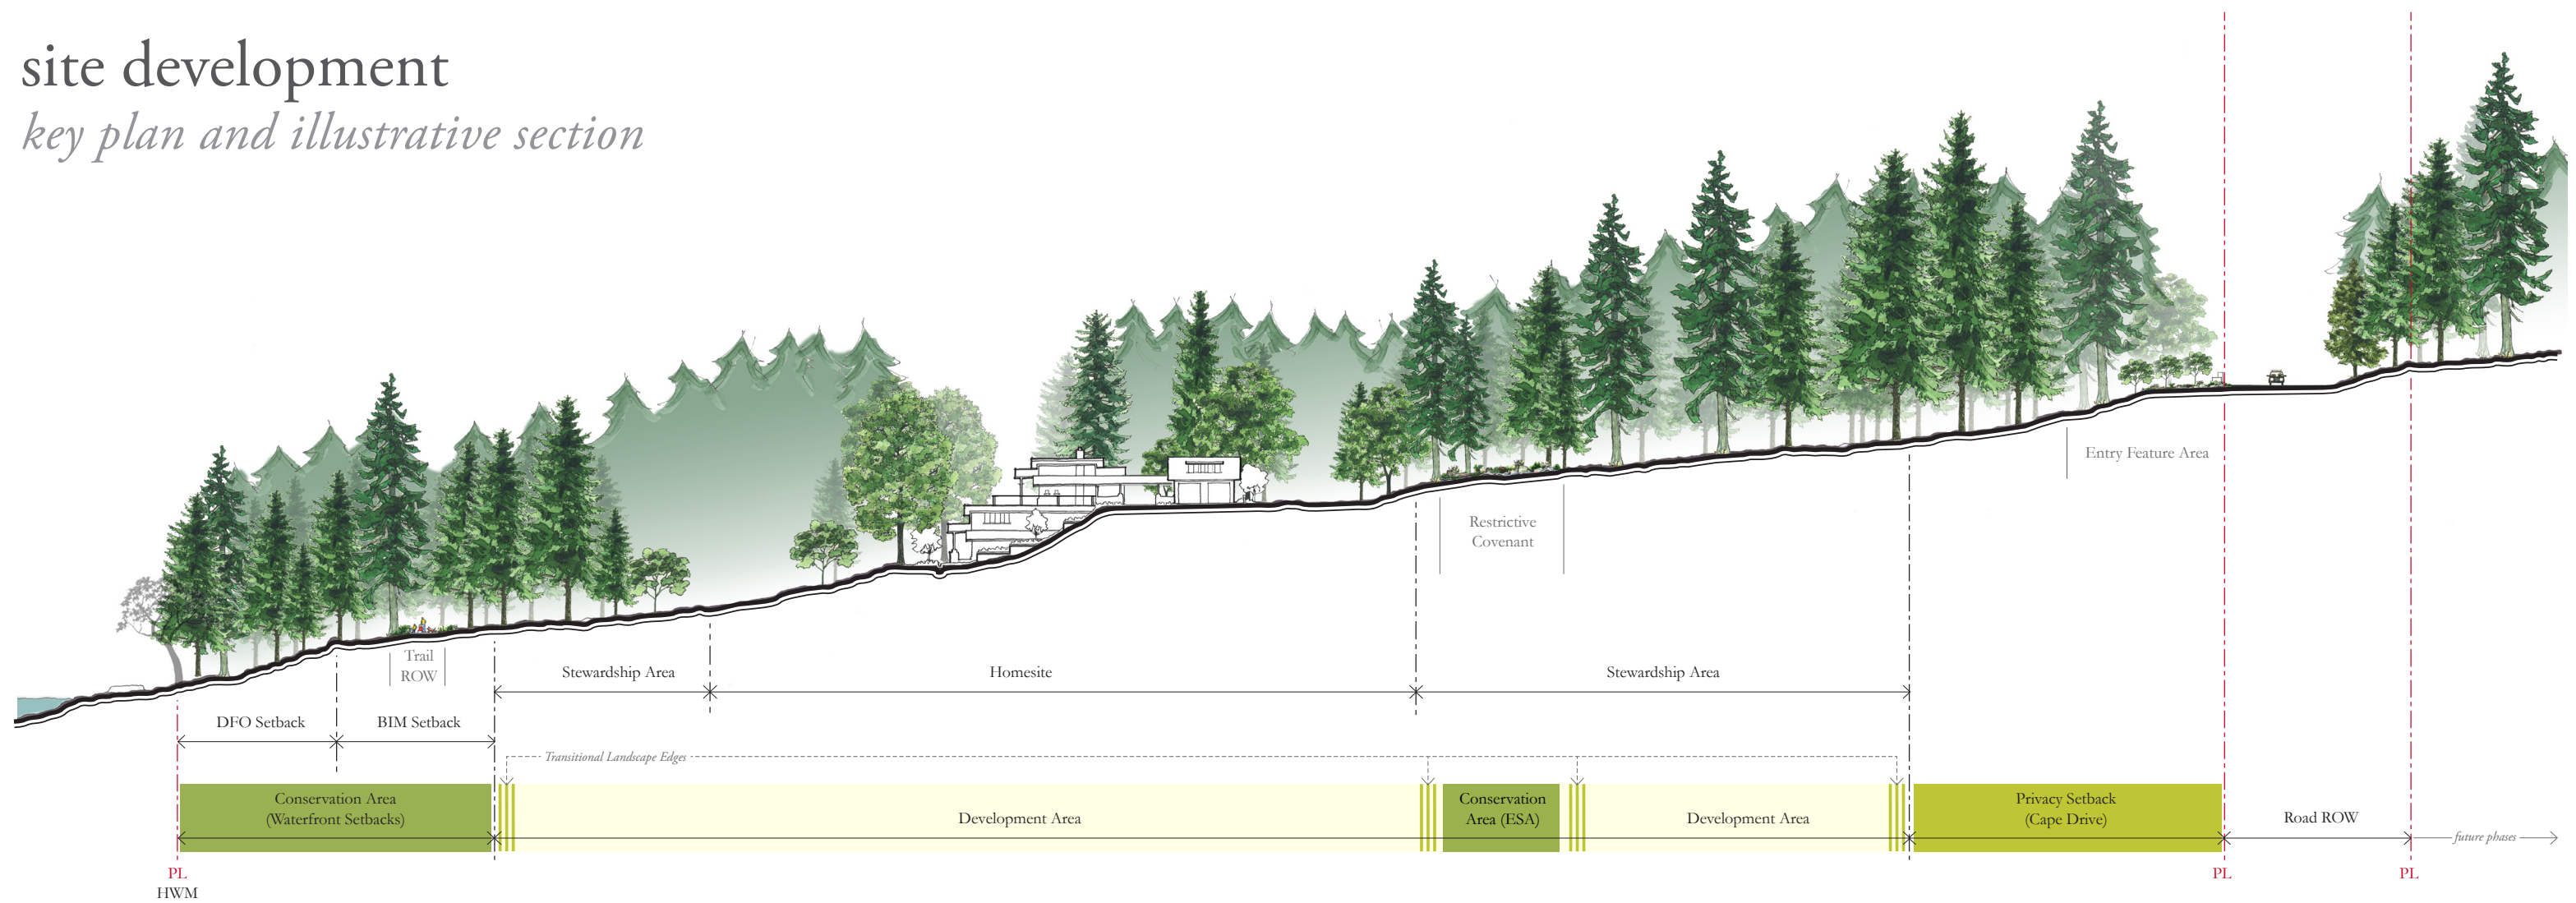 site development
key plan and illustrative section
Entry Feature Area
Restrictive
Covenant
Trail
ROW
Stewardship Area
Homesite
Stewardship Area
DFO Setback
BIM Setback
Transitional Landscape Edges
Conservation Area
(Waterfront Setbacks)
Development Area
Conservation
Area (ESA)
Development Area
Privacy Setback
(Cape Drive)
Road ROW
future phases
PL
HWM
PL
PL